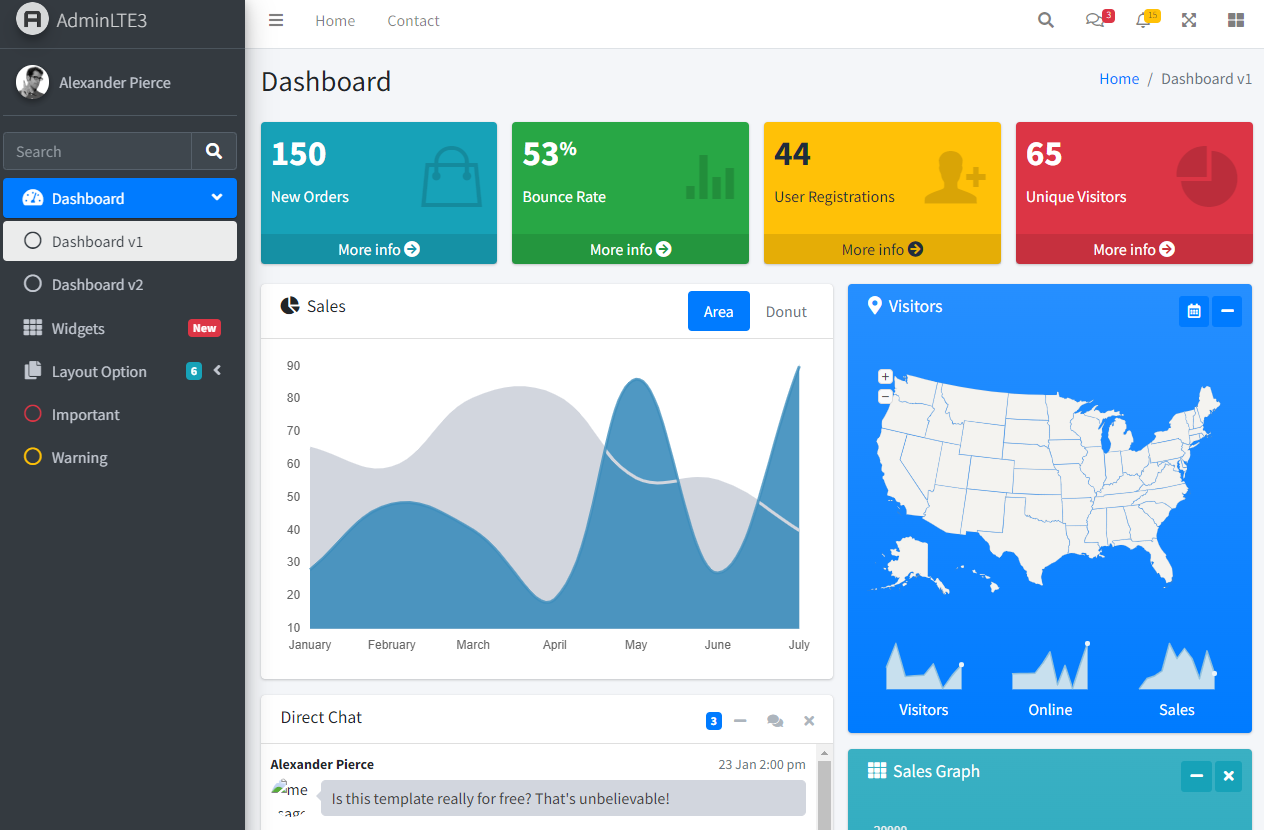 AdminLTE3
Home Contact
3
15
Alexander Pierce
Search
Dashboard
Dashboard v1
Dashboard v2
Widgets New
Layout Option 6
Important
Warning
Dashboard
Home / Dashboard v1
150
New Orders
More info
53%
Bounce Rate
More info
44
User Registrations
More info
65
Unique Visitors
More info
Sales
Area Donut
90
80
70
60
50
40
30
20
10
January February March April May June July
Visitors
+
−
Visitors Online Sales
Direct Chat
3
Alexander Pierce 23 Jan 2:00 pm
Is this template really for free? That's unbelievable!
Sales Graph
20000